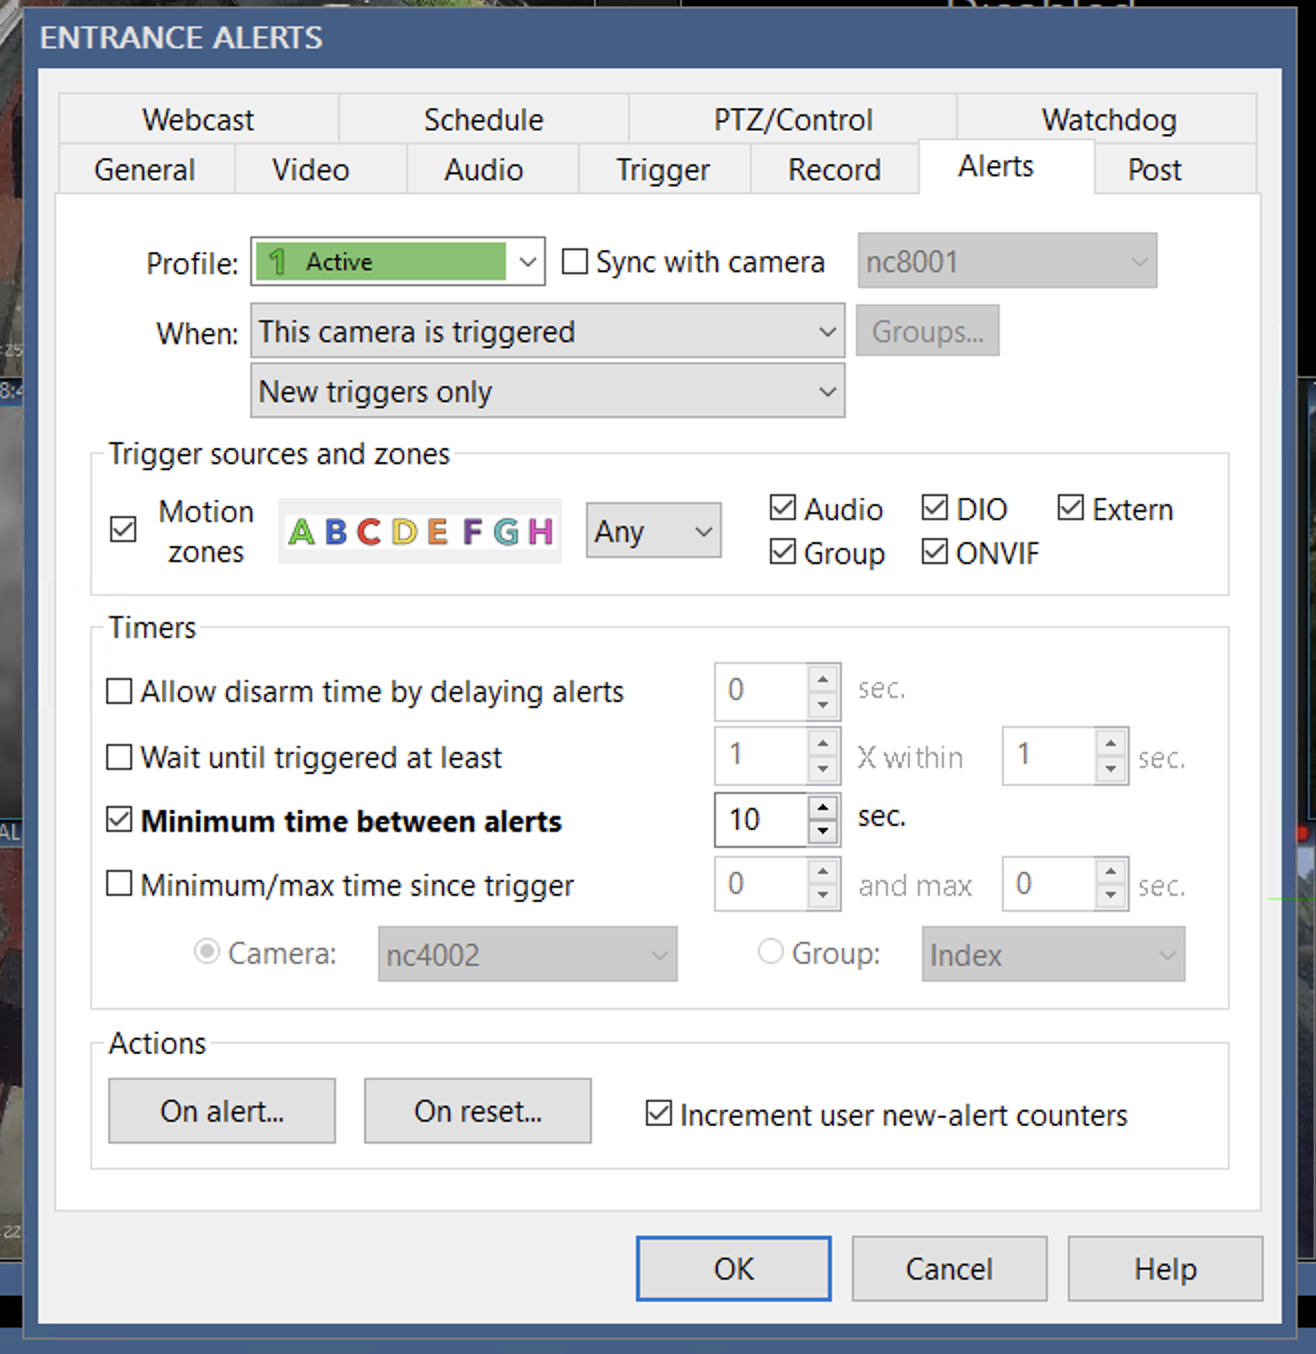 Disabled
ENTRANCE ALERTS
Webcast Schedule PTZ/Control Watchdog
General Video Audio Trigger Record Alerts Post
Profile: 1 Active Sync with camera nc8001
When: This camera is triggered Groups...
New triggers only
Trigger sources and zones
Motion zones A B C D E F G H Any Audio DIO Extern
Group ONVIF
Timers
Allow disarm time by delaying alerts 0 sec.
Wait until triggered at least 1 X within 1 sec.
Minimum time between alerts 10 sec.
Minimum/max time since trigger 0 and max 0 sec.
Camera: nc4002 Group: Index
Actions
On alert... On reset... Increment user new-alert counters
OK Cancel Help